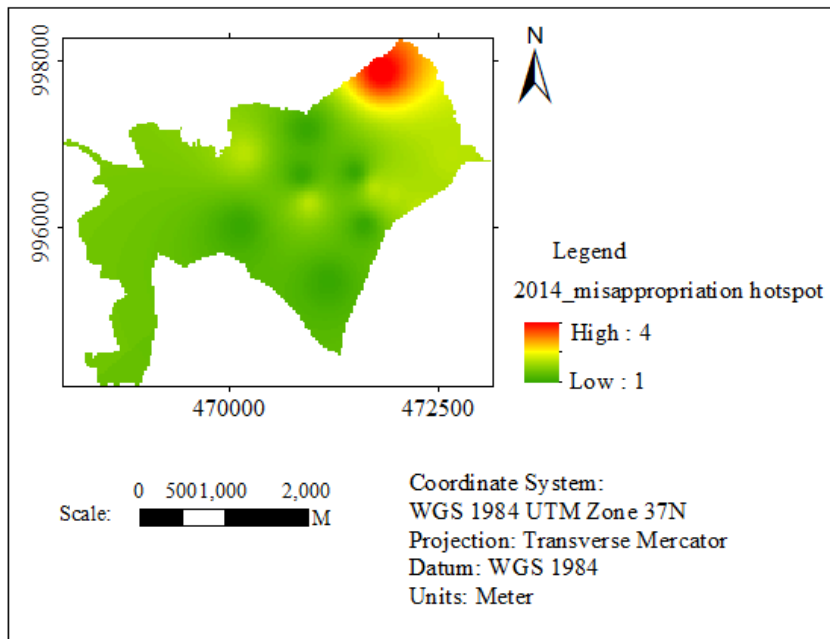 N
998000
996000
470000
472500
Legend
2014_misappropriation hotspot
High : 4
Low : 1
0 5001,000 2,000
Scale:
M
Coordinate System:
WGS 1984 UTM Zone 37N
Projection: Transverse Mercator
Datum: WGS 1984
Units: Meter